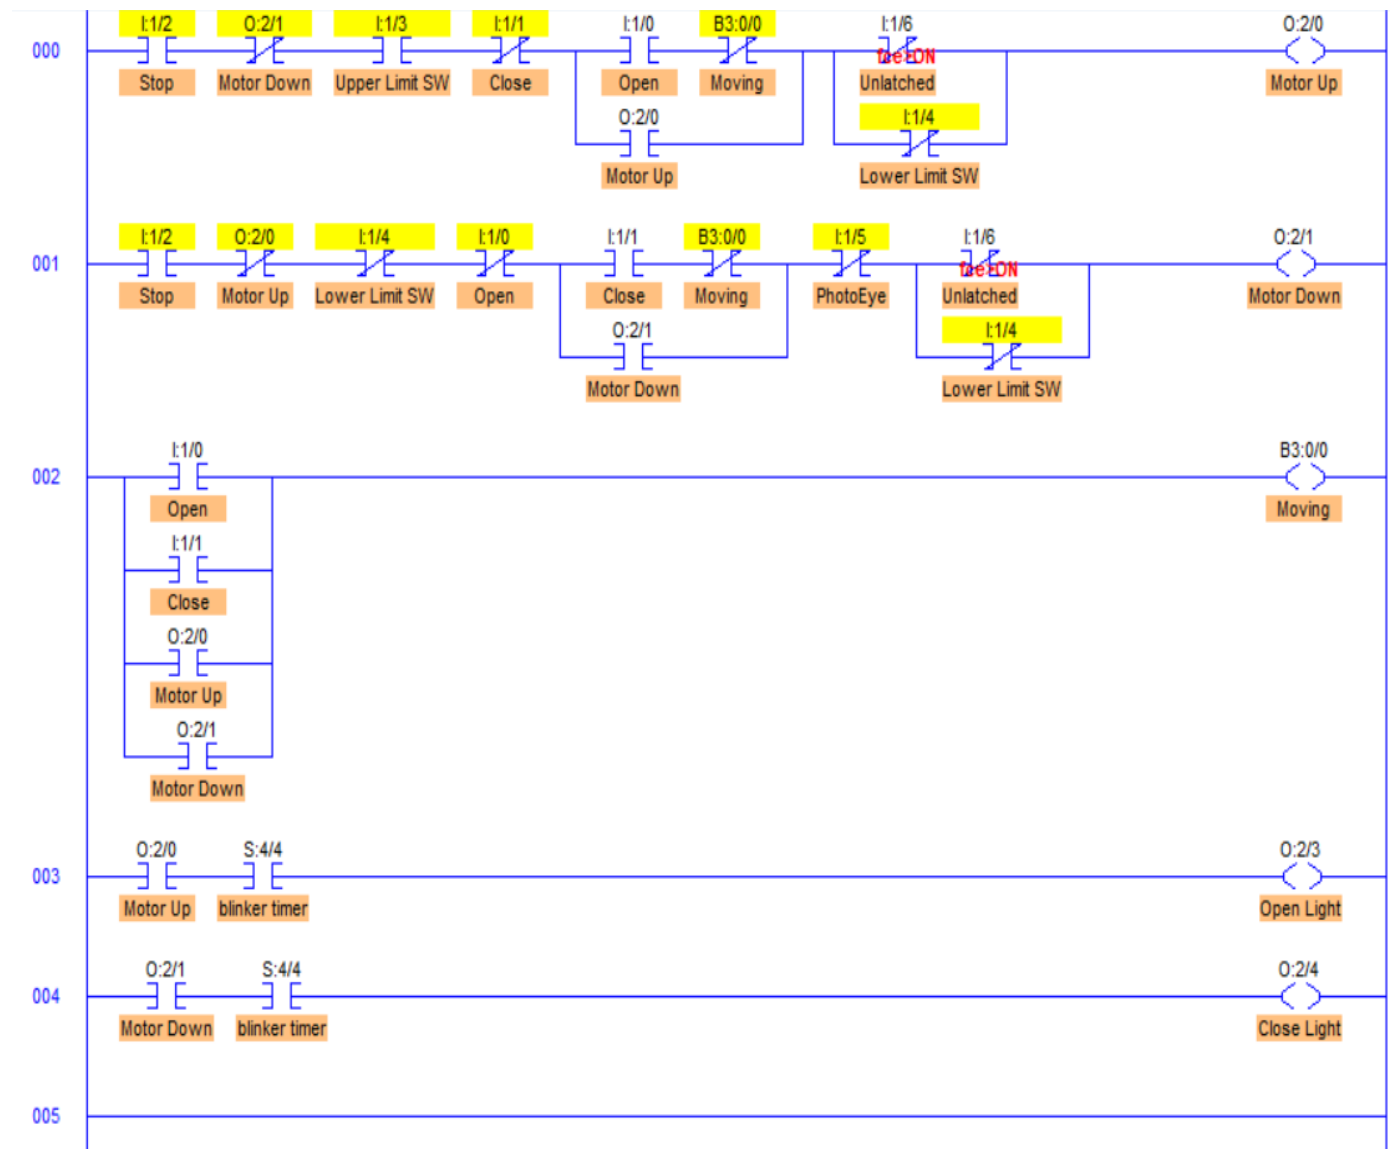 I:1/2 O:2/1 I:1/3 I:1/1 I:1/0 B3:0/0 I:1/6 O:2/0
000
fce>ON
Stop Motor Down Upper Limit SW Close Open Moving Unlatched Motor Up
O:2/0 I:1/4
Motor Up Lower Limit SW
I:1/2 O:2/0 I:1/4 I:1/0 I:1/1 B3:0/0 I:1/5 I:1/6 O:2/1
001
fce>ON
Stop Motor Up Lower Limit SW Open Close Moving PhotoEye Unlatched Motor Down
O:2/1 I:1/4
Motor Down Lower Limit SW
I:1/0 B3:0/0
002
Open Moving
I:1/1
Close
O:2/0
Motor Up
O:2/1
Motor Down
O:2/0 S:4/4 O:2/3
003
Motor Up blinker timer Open Light
O:2/1 S:4/4 O:2/4
004
Motor Down blinker timer Close Light
005